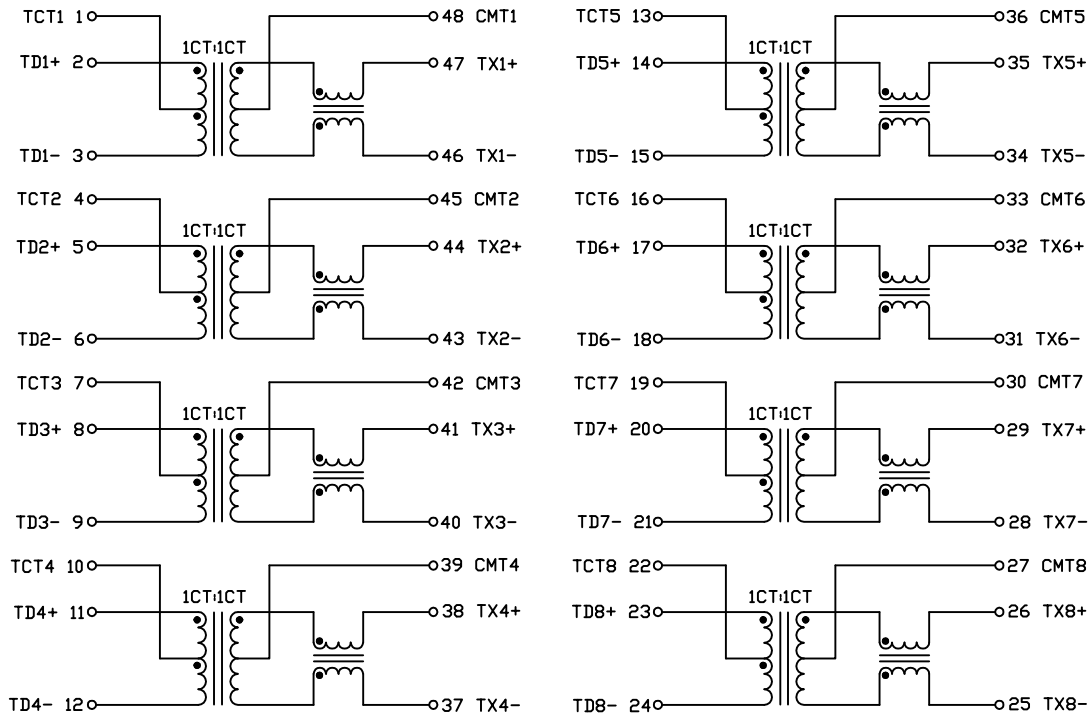 TCT1 1 48 CMT1
1CT:1CT
TD1+ 2 47 TX1+
TD1- 3 46 TX1-
TCT2 4 45 CMT2
1CT:1CT
TD2+ 5 44 TX2+
TD2- 6 43 TX2-
TCT3 7 42 CMT3
1CT:1CT
TD3+ 8 41 TX3+
TD3- 9 40 TX3-
TCT4 10 39 CMT4
1CT:1CT
TD4+ 11 38 TX4+
TD4- 12 37 TX4-
TCT5 13 36 CMT5
1CT:1CT
TD5+ 14 35 TX5+
TD5- 15 34 TX5-
TCT6 16 33 CMT6
1CT:1CT
TD6+ 17 32 TX6+
TD6- 18 31 TX6-
TCT7 19 30 CMT7
1CT:1CT
TD7+ 20 29 TX7+
TD7- 21 28 TX7-
TCT8 22 27 CMT8
1CT:1CT
TD8+ 23 26 TX8+
TD8- 24 25 TX8-